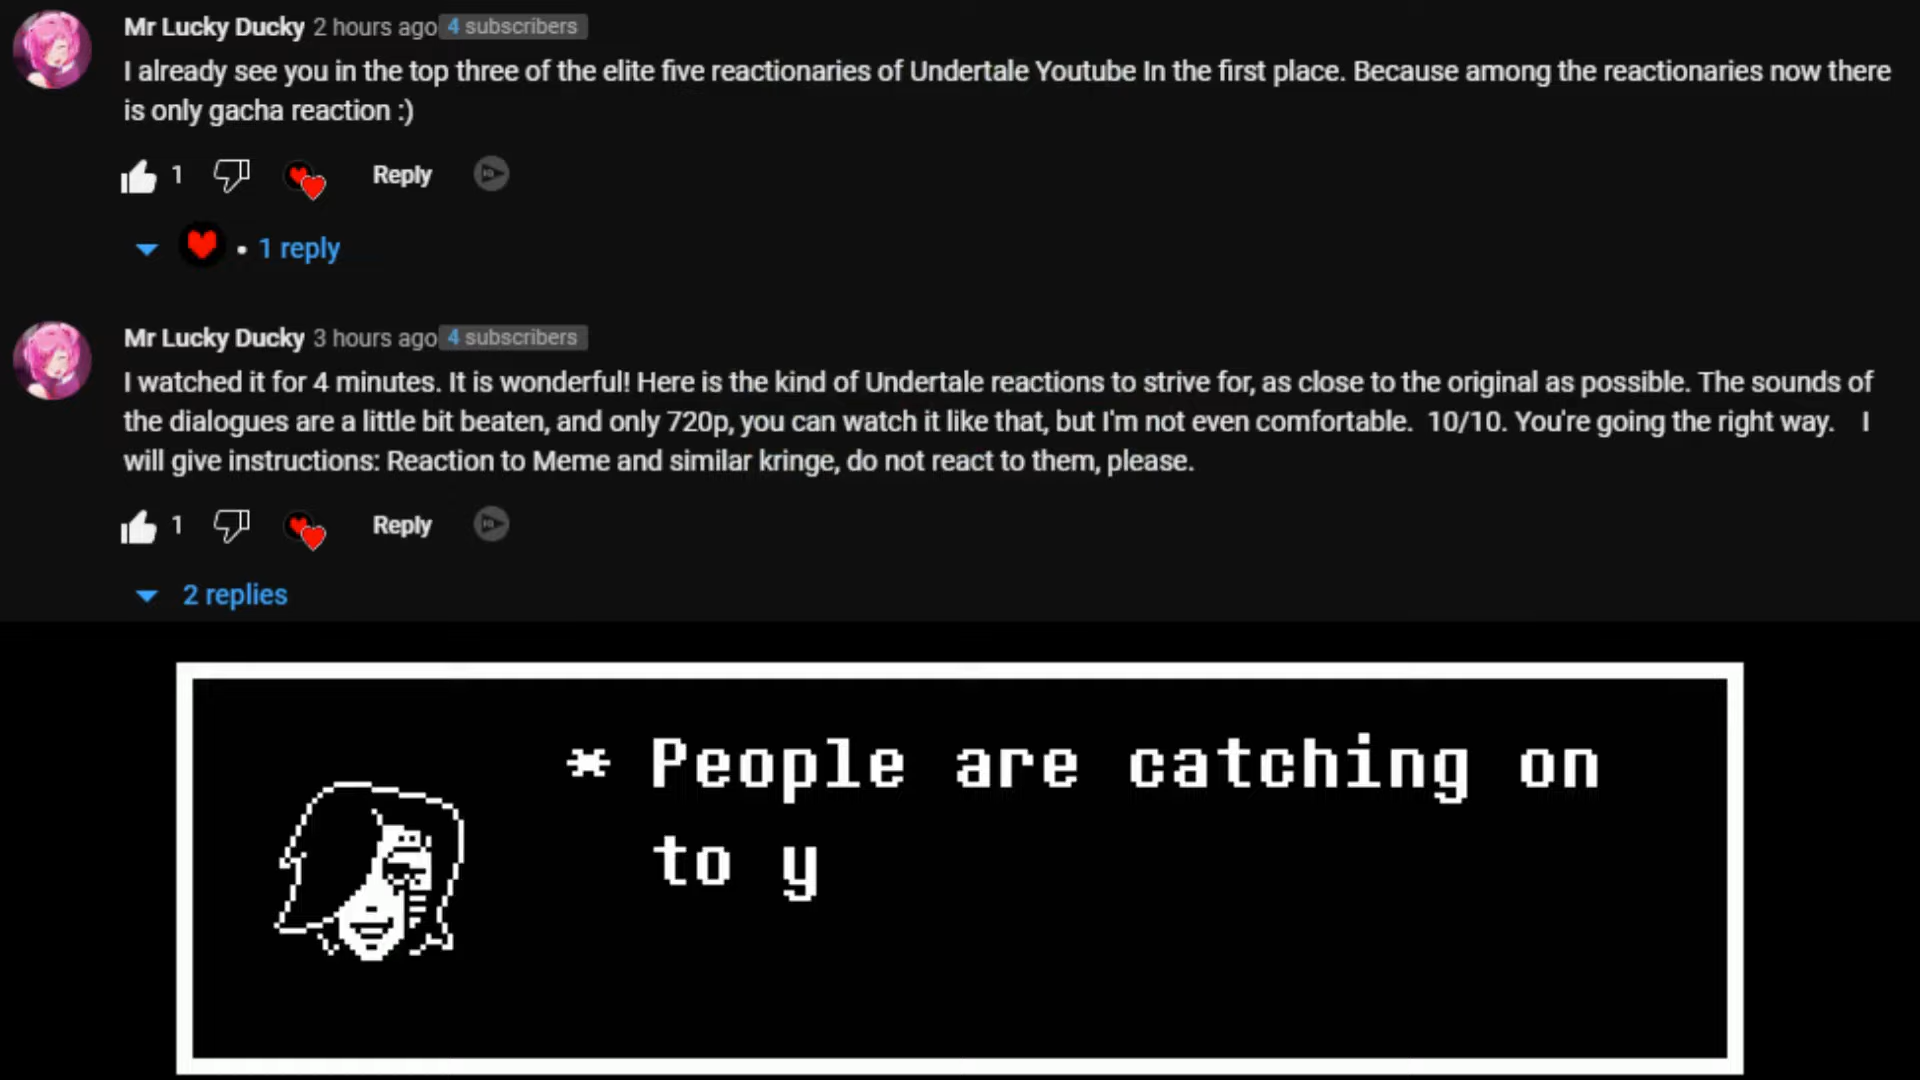 Mr Lucky Ducky 2 hours ago 4 subscribers
I already see you in the top three of the elite five reactionaries of Undertale Youtube In the first place. Because among the reactionaries now there
is only gacha reaction :)
1 Reply
• 1 reply
Mr Lucky Ducky 3 hours ago 4 subscribers
I watched it for 4 minutes. It is wonderful! Here is the kind of Undertale reactions to strive for, as close to the original as possible. The sounds of
the dialogues are a little bit beaten, and only 720p, you can watch it like that, but I'm not even comfortable. 10/10. You're going the right way. I
will give instructions: Reaction to Meme and similar kringe, do not react to them, please.
1 Reply
2 replies
* People are catching on
to y